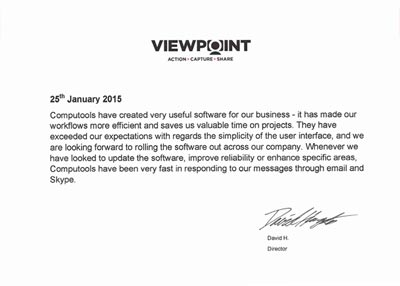 VIEWPOINT
ACTION • CAPTURE • SHARE
25th January 2015
Computools have created very useful software for our business - it has made our
workflows more efficient and saves us valuable time on projects. They have
exceeded our expectations with regards the simplicity of the user interface, and we
are looking forward to rolling the software out across our company. Whenever we
have looked to update the software, improve reliability or enhance specific areas,
Computools have been very fast in responding to our messages through email and
Skype.
David H.
Director